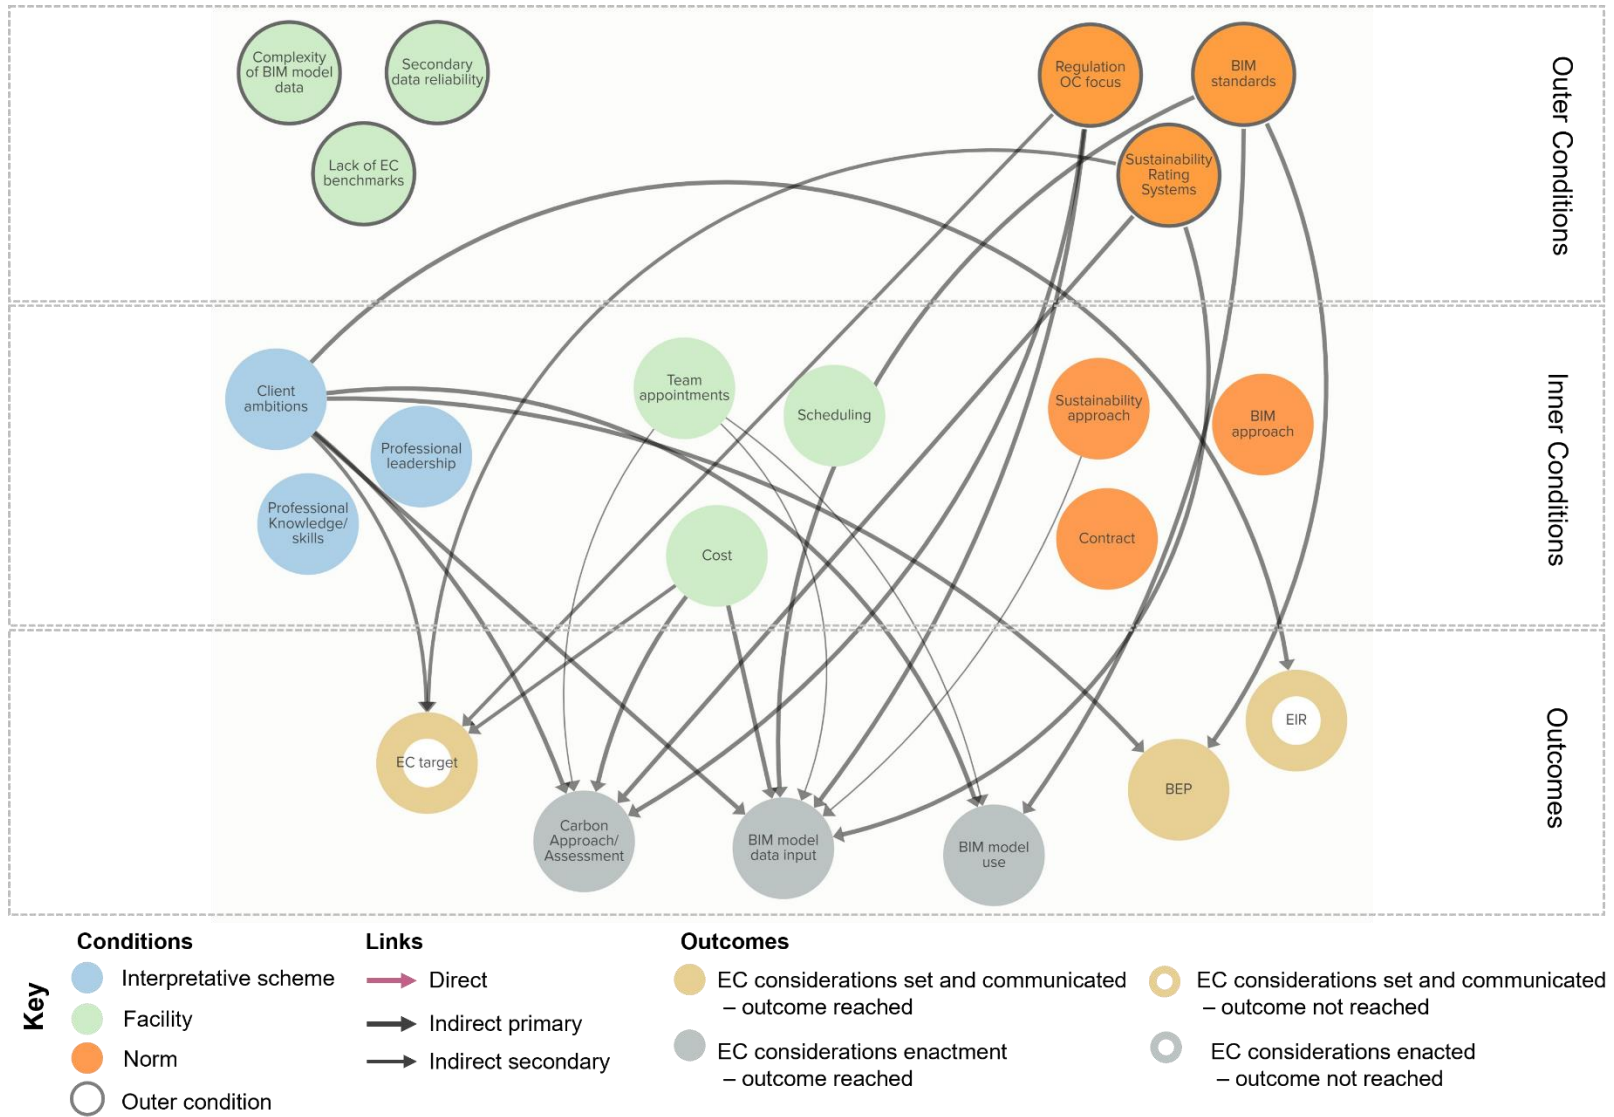 Complexity
of BIM model
data
Secondary
data reliability
Lack of EC
benchmarks
Regulation
OC focus
BIM
standards
Sustainability
Rating
Systems
Outer Conditions
Client
ambitions
Professional
leadership
Professional
Knowledge/
skills
Team
appointments
Scheduling
Cost
Sustainability
approach
BIM
approach
Contract
Inner Conditions
EC target
Carbon
Approach/
Assessment
BIM model
data input
BIM model
use
BEP
EIR
Outcomes
Key
Conditions
Interpretative scheme
Facility
Norm
Outer condition
Links
Direct
Indirect primary
Indirect secondary
Outcomes
EC considerations set and communicated
– outcome reached
EC considerations enactment
– outcome reached
EC considerations set and communicated
– outcome not reached
EC considerations enacted
– outcome not reached